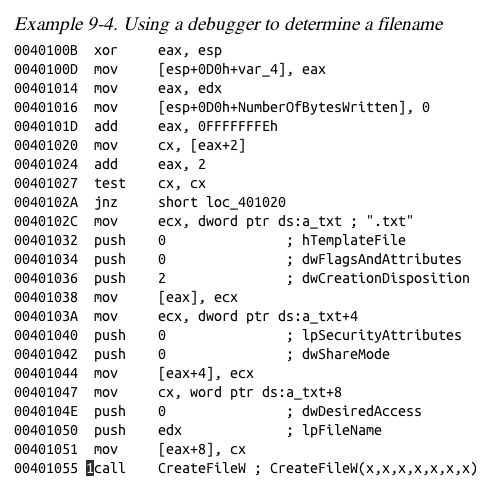 Example 9-4. Using a debugger to determine a filename
0040100B xor eax, esp
0040100D mov [esp+0D0h+var_4], eax
00401014 mov eax, edx
00401016 mov [esp+0D0h+NumberOfBytesWritten], 0
0040101D add eax, 0FFFFFFFEh
00401020 mov cx, [eax+2]
00401024 add eax, 2
00401027 test cx, cx
0040102A jnz short loc_401020
0040102C mov ecx, dword ptr ds:a_txt ; ".txt"
00401032 push 0 ; hTemplateFile
00401034 push 0 ; dwFlagsAndAttributes
00401036 push 2 ; dwCreationDisposition
00401038 mov [eax], ecx
0040103A mov ecx, dword ptr ds:a_txt+4
00401040 push 0 ; lpSecurityAttributes
00401042 push 0 ; dwShareMode
00401044 mov [eax+4], ecx
00401047 mov cx, word ptr ds:a_txt+8
0040104E push 0 ; dwDesiredAccess
00401050 push edx ; lpFileName
00401051 mov [eax+8], cx
00401055 1call CreateFileW ; CreateFileW(x,x,x,x,x,x,x)